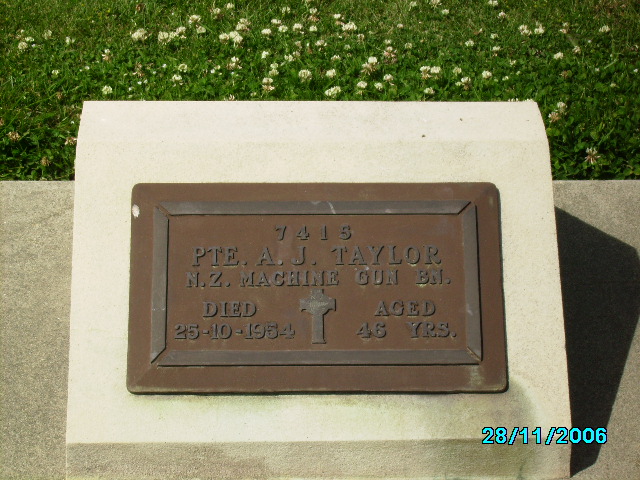 7415
PTE. A. J. TAYLOR
N.Z. MACHINE GUN BN.
DIED AGED
25-10-1954 46 YRS.
28/11/2006